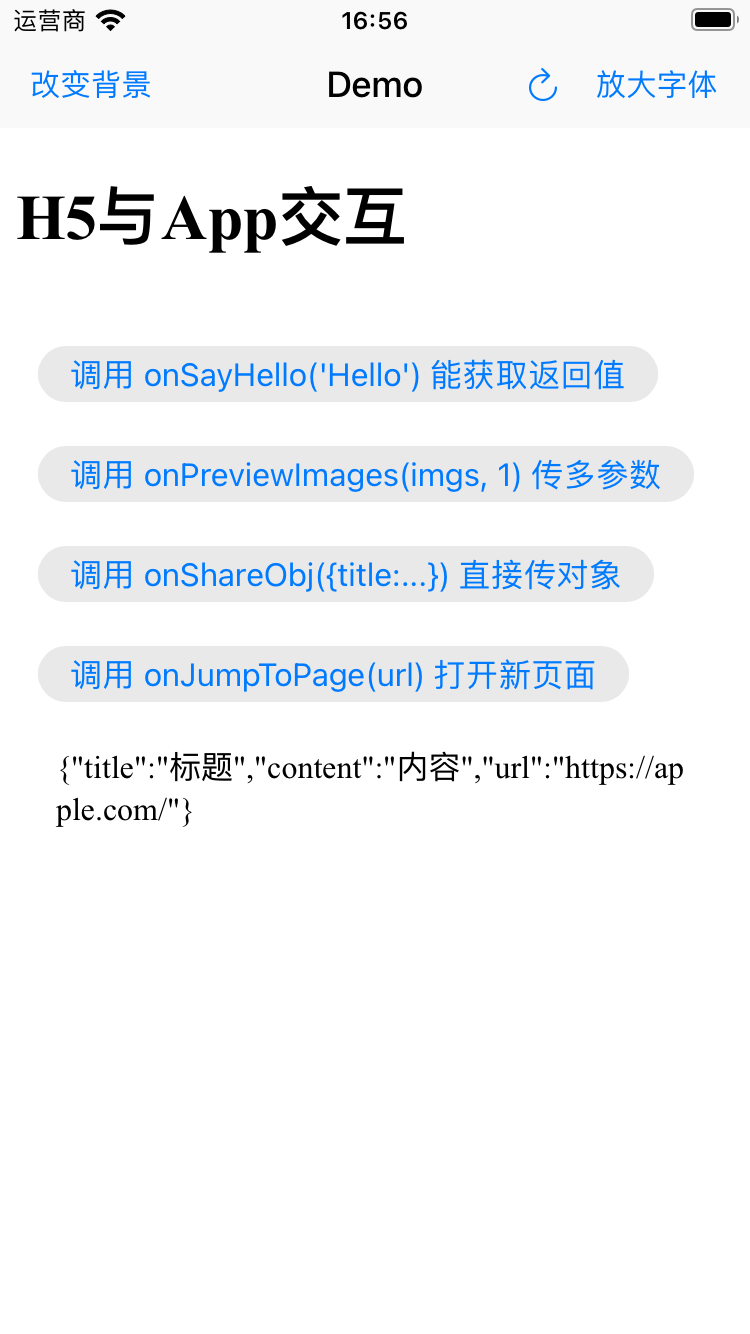 运营商
16:56
改变背景
Demo
放大字体
H5与App交互
调用 onSayHello('Hello') 能获取返回值
调用 onPreviewImages(imgs, 1) 传多参数
调用 onShareObj({title:...}) 直接传对象
调用 onJumpToPage(url) 打开新页面
{"title":"标题","content":"内容","url":"https://ap
ple.com/"}